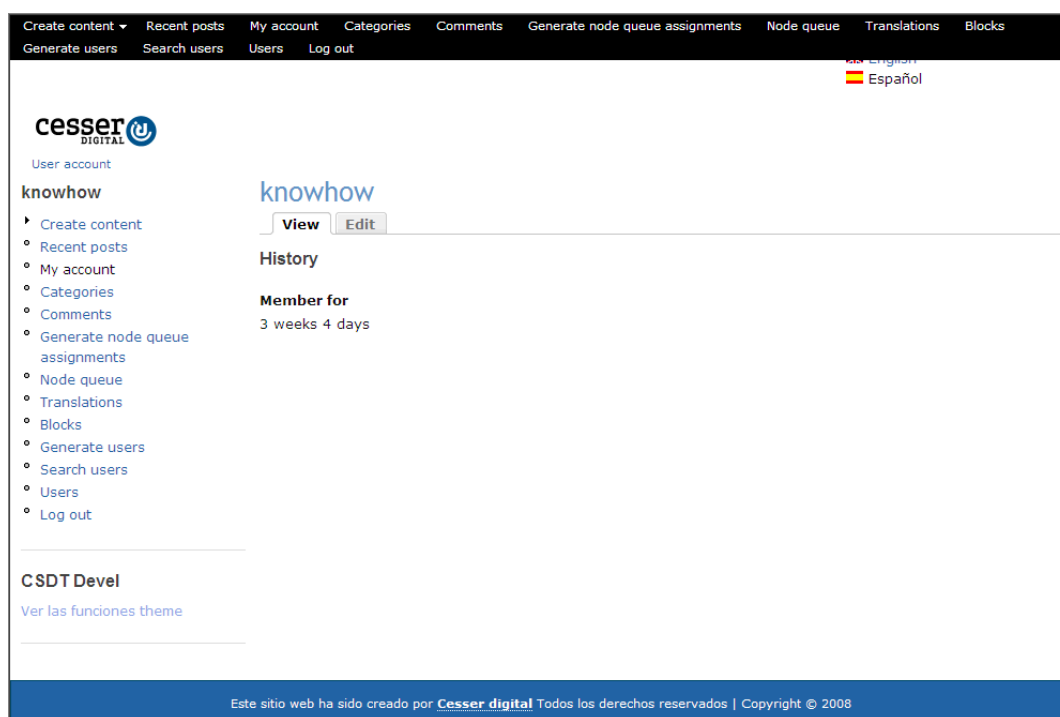 Create content Recent posts My account Categories Comments Generate node queue assignments Node queue Translations Blocks
Generate users Search users Users Log out
English
Español
cesser
DIGITAL
User account
knowhow
Create content
Recent posts
My account
Categories
Comments
Generate node queue
assignments
Node queue
Translations
Blocks
Generate users
Search users
Users
Log out
CSDT Devel
Ver las funciones theme
knowhow
View Edit
History
Member for
3 weeks 4 days
Este sitio web ha sido creado por Cesser digital Todos los derechos reservados | Copyright © 2008